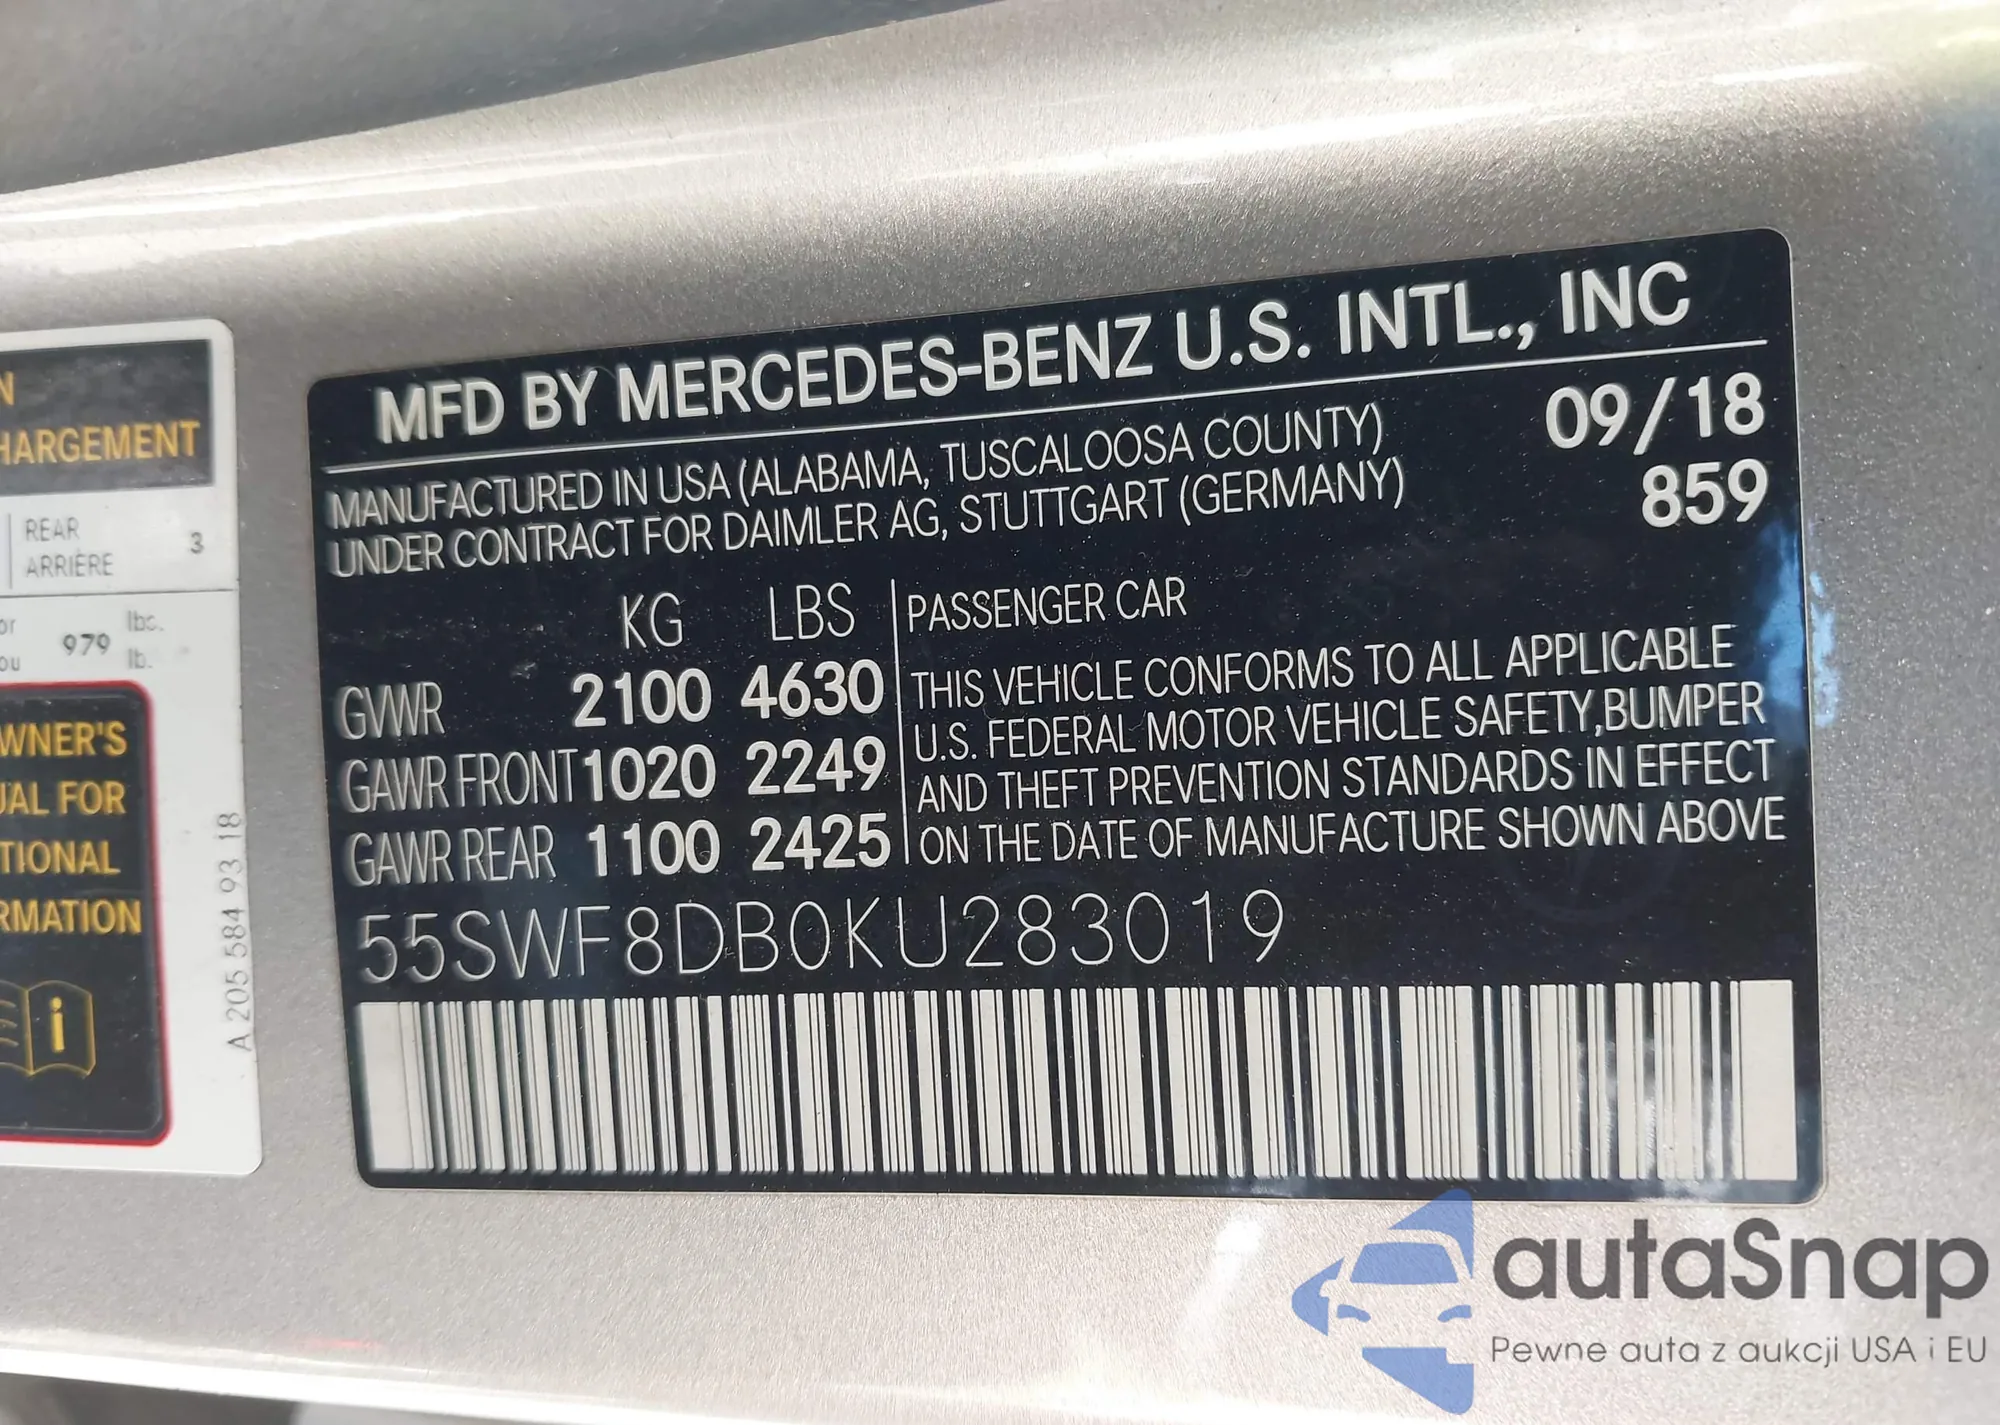 N
HARGEMENT
REAR
ARRIÈRE
3
or
ou
979
lbs.
lb.
WNER'S
UAL FOR
TIONAL
RMATION
i
A 205 584 93 18
MFD BY MERCEDES-BENZ U.S. INTL., INC
MANUFACTURED IN USA (ALABAMA, TUSCALOOSA COUNTY)
UNDER CONTRACT FOR DAIMLER AG, STUTTGART (GERMANY)
09/18
859
KG LBS
GVWR 2100 4630
GAWR FRONT 1020 2249
GAWR REAR 1100 2425
PASSENGER CAR
THIS VEHICLE CONFORMS TO ALL APPLICABLE
U.S. FEDERAL MOTOR VEHICLE SAFETY,BUMPER
AND THEFT PREVENTION STANDARDS IN EFFECT
ON THE DATE OF MANUFACTURE SHOWN ABOVE
55SWF8DB0KU283019
autaSnap
Pewne auta z aukcji USA i EU